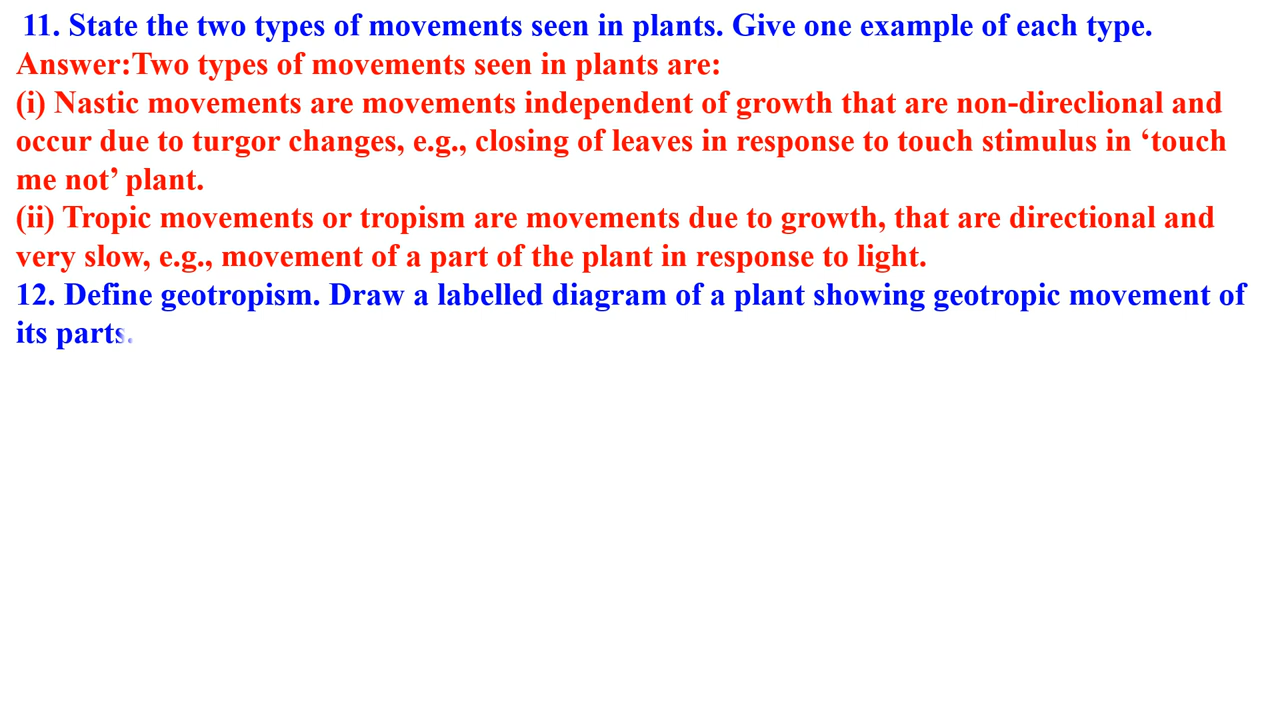 11. State the two types of movements seen in plants. Give one example of each type.
Answer:Two types of movements seen in plants are:
(i) Nastic movements are movements independent of growth that are non-direclional and
occur due to turgor changes, e.g., closing of leaves in response to touch stimulus in ‘touch
me not’ plant.
(ii) Tropic movements or tropism are movements due to growth, that are directional and
very slow, e.g., movement of a part of the plant in response to light.
12. Define geotropism. Draw a labelled diagram of a plant showing geotropic movement of
its parts.